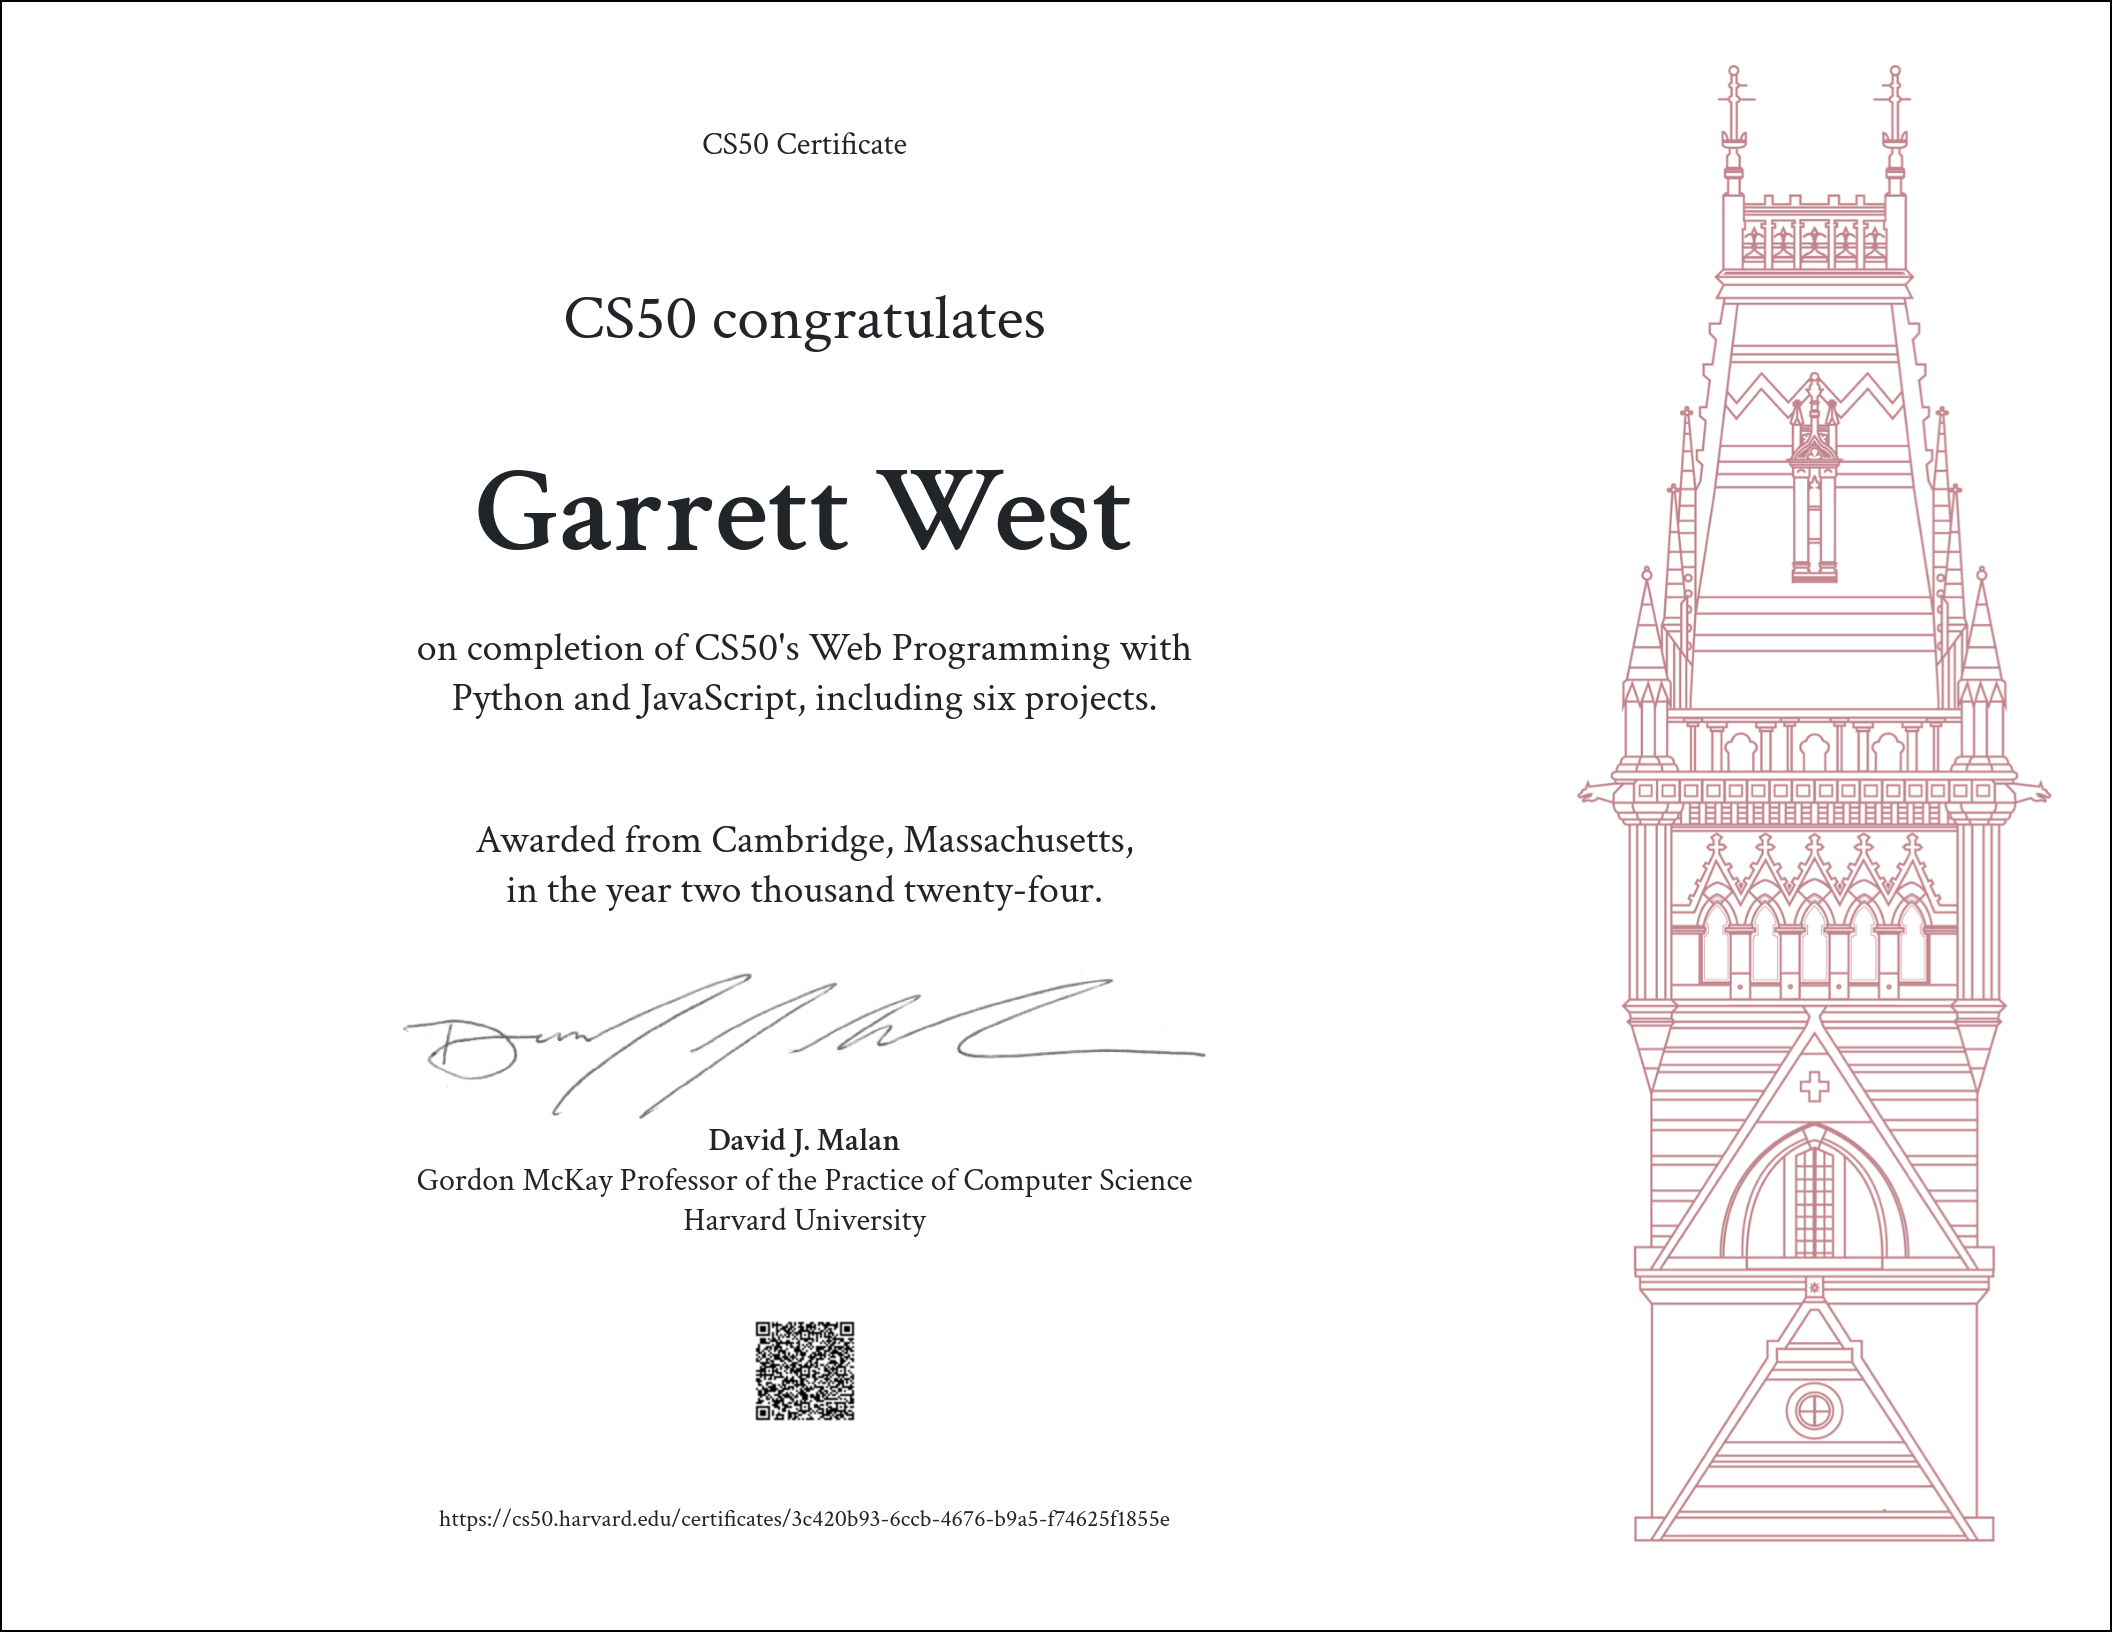 CS50 Certificate
CS50 congratulates
Garrett West
on completion of CS50's Web Programming with
Python and JavaScript, including six projects.
Awarded from Cambridge, Massachusetts,
in the year two thousand twenty-four.
David J. Malan
Gordon McKay Professor of the Practice of Computer Science
Harvard University
https://cs50.harvard.edu/certificates/3c420b93-6ccb-4676-b9a5-f74625f1855e